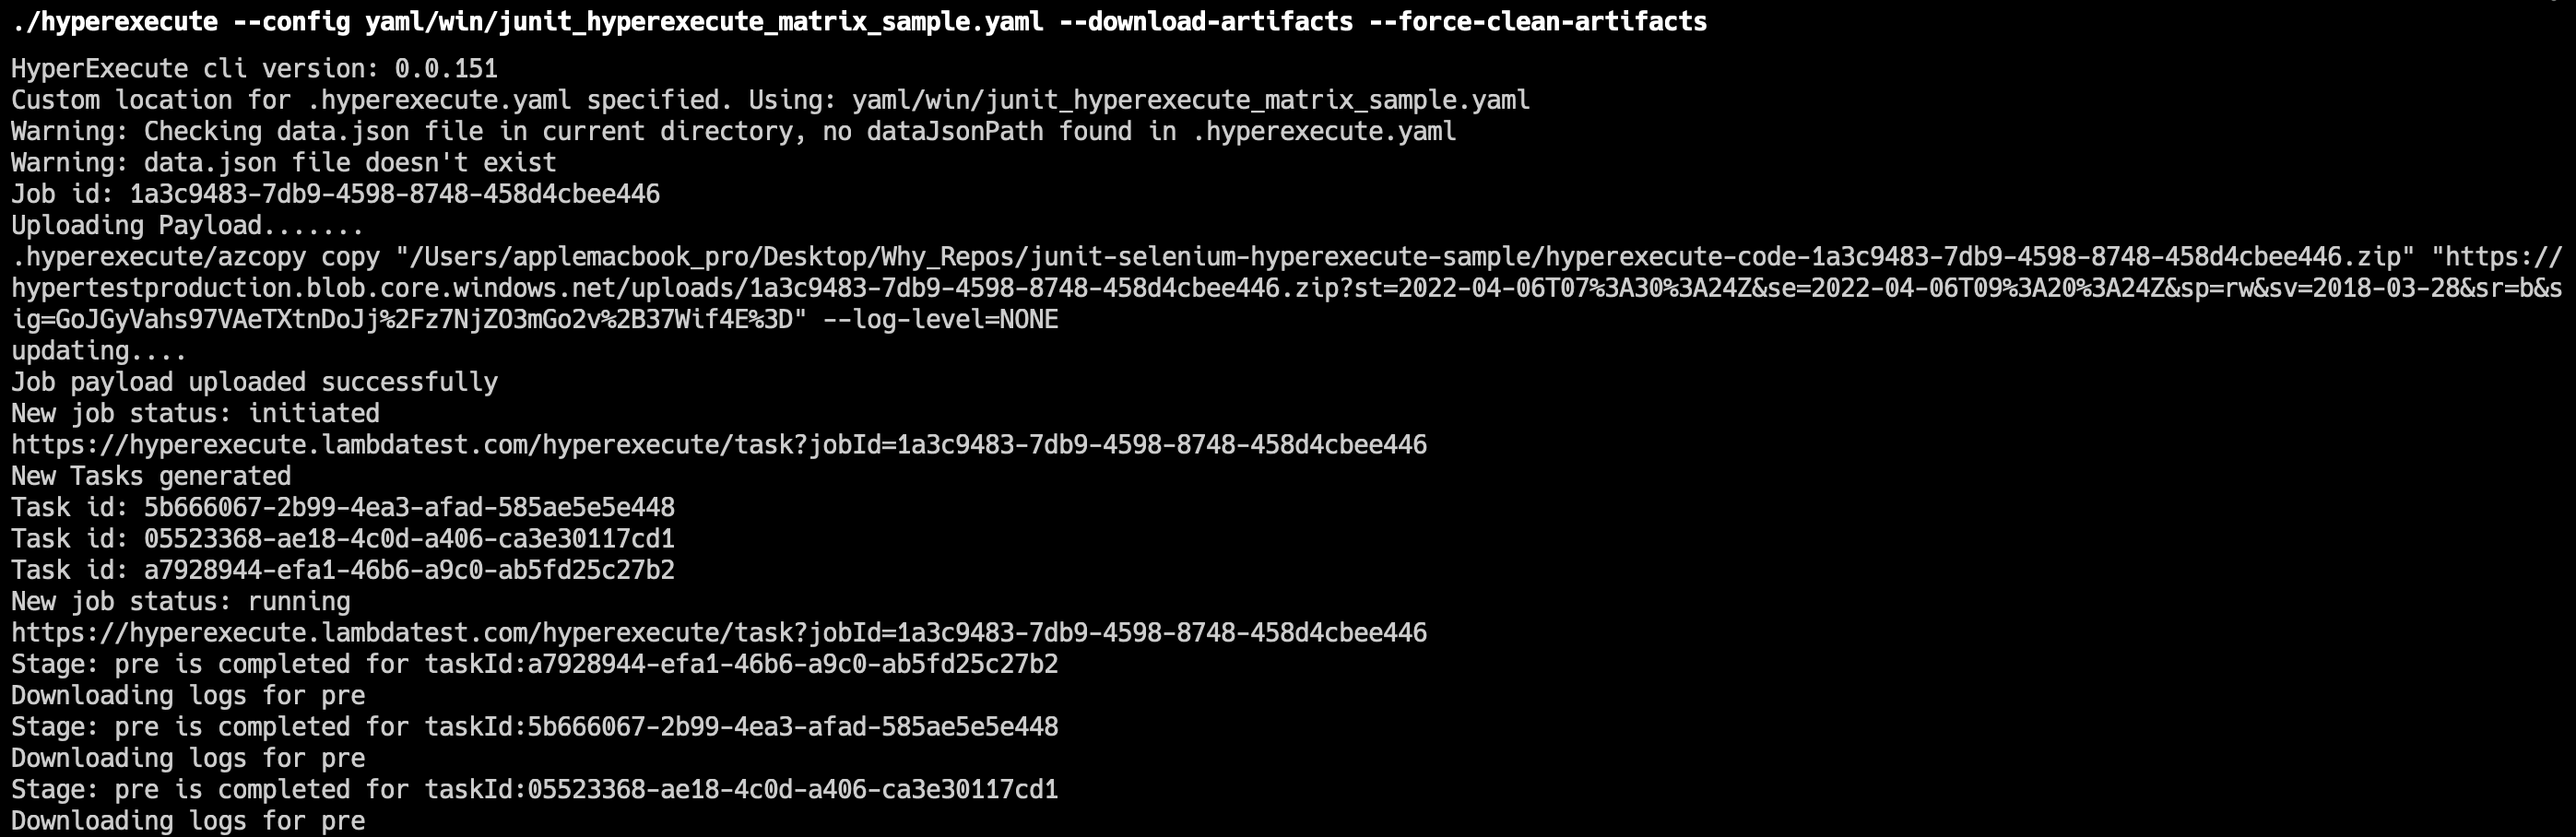 ./hyperexecute --config yaml/win/junit_hyperexecute_matrix_sample.yaml --download-artifacts --force-clean-artifacts
HyperExecute cli version: 0.0.151
Custom location for .hyperexecute.yaml specified. Using: yaml/win/junit_hyperexecute_matrix_sample.yaml
Warning: Checking data.json file in current directory, no dataJsonPath found in .hyperexecute.yaml
Warning: data.json file doesn't exist
Job id: 1a3c9483-7db9-4598-8748-458d4cbee446
Uploading Payload.......
.hyperexecute/azcopy copy "/Users/applemacbook_pro/Desktop/Why_Repos/junit-selenium-hyperexecute-sample/hyperexecute-code-1a3c9483-7db9-4598-8748-458d4cbee446.zip" "https://
hypertestproduction.blob.core.windows.net/uploads/1a3c9483-7db9-4598-8748-458d4cbee446.zip?st=2022-04-06T07%3A30%3A24Z&se=2022-04-06T09%3A20%3A24Z&sp=rw&sv=2018-03-28&sr=b&s
ig=GoJGyVahs97VAeTXtnDoJj%2Fz7NjZO3mGo2v%2B37Wif4E%3D" --log-level=NONE
updating....
Job payload uploaded successfully
New job status: initiated
https://hyperexecute.lambdatest.com/hyperexecute/task?jobId=1a3c9483-7db9-4598-8748-458d4cbee446
New Tasks generated
Task id: 5b666067-2b99-4ea3-afad-585ae5e5e448
Task id: 05523368-ae18-4c0d-a406-ca3e30117cd1
Task id: a7928944-efa1-46b6-a9c0-ab5fd25c27b2
New job status: running
https://hyperexecute.lambdatest.com/hyperexecute/task?jobId=1a3c9483-7db9-4598-8748-458d4cbee446
Stage: pre is completed for taskId:a7928944-efa1-46b6-a9c0-ab5fd25c27b2
Downloading logs for pre
Stage: pre is completed for taskId:5b666067-2b99-4ea3-afad-585ae5e5e448
Downloading logs for pre
Stage: pre is completed for taskId:05523368-ae18-4c0d-a406-ca3e30117cd1
Downloading logs for pre